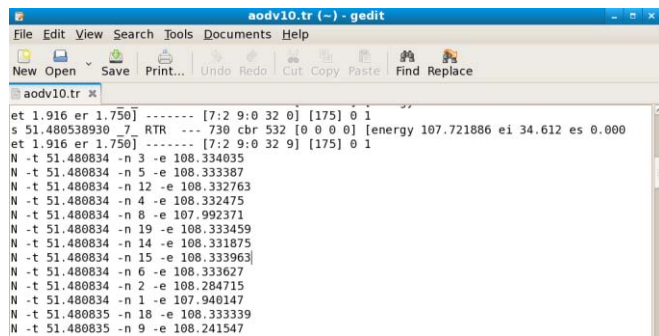 aodv10.tr (~) - gedit
File Edit View Search Tools Documents Help
New Open Save Print... Undo Redo Cut Copy Paste Find Replace
aodv10.tr
et 1.916 er 1.750] ------- [7:2 9:0 32 0] [175] 0 1
s 51.480538930 _7_ RTR --- 730 cbr 532 [0 0 0 0] [energy 107.721886 ei 34.612 es 0.000
et 1.916 er 1.750] ------- [7:2 9:0 32 9] [175] 0 1
N -t 51.480834 -n 3 -e 108.334035
N -t 51.480834 -n 5 -e 108.333387
N -t 51.480834 -n 12 -e 108.332763
N -t 51.480834 -n 4 -e 108.332475
N -t 51.480834 -n 8 -e 107.992371
N -t 51.480834 -n 19 -e 108.333459
N -t 51.480834 -n 14 -e 108.331875
N -t 51.480834 -n 15 -e 108.333963
N -t 51.480834 -n 6 -e 108.333627
N -t 51.480834 -n 2 -e 108.284715
N -t 51.480834 -n 1 -e 107.940147
N -t 51.480835 -n 18 -e 108.333339
N -t 51.480835 -n 9 -e 108.241547